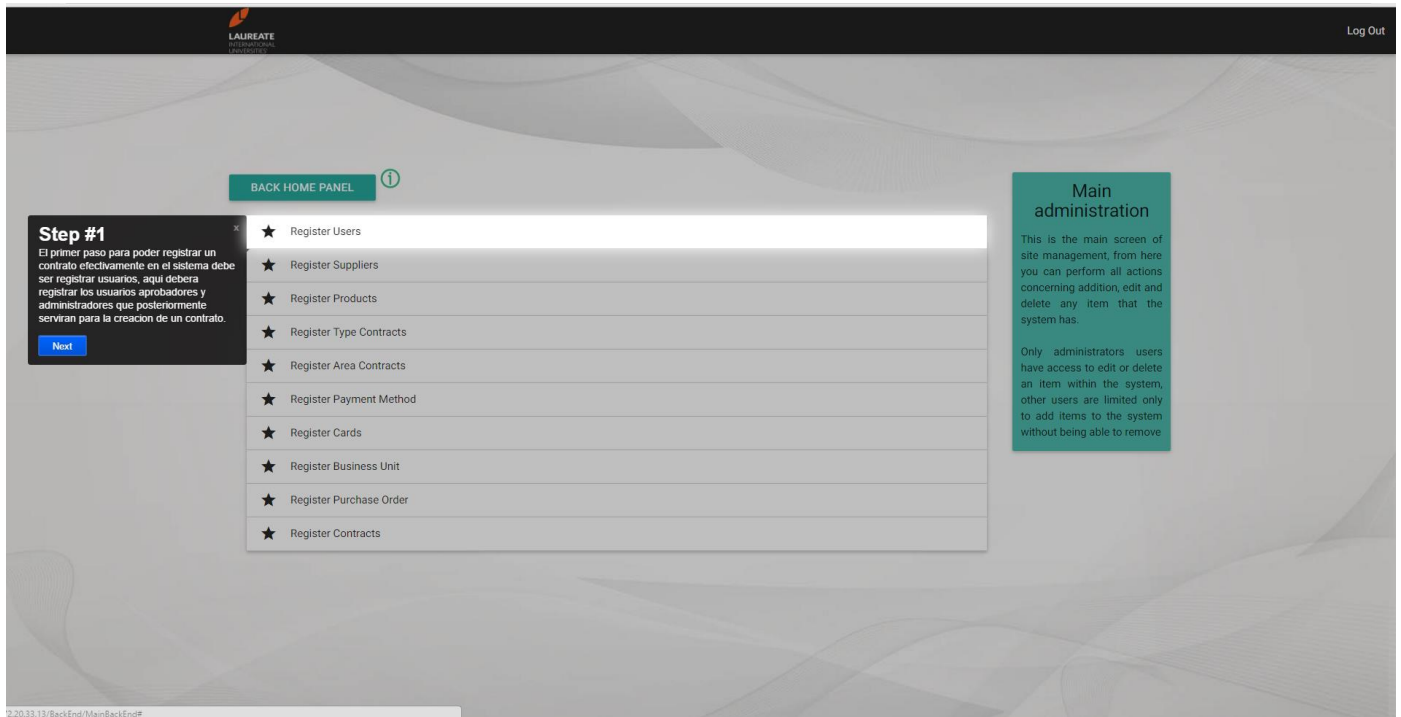 LAUREATE
INTERNATIONAL
UNIVERSITIES
Log Out
BACK HOME PANEL
Step #1
x
El primer paso para poder registrar un
contrato efectivamente en el sistema debe
ser registrar usuarios, aqui debera
registrar los usuarios aprobadores y
administradores que posteriormente
serviran para la creacion de un contrato.
Next
Register Users
Register Suppliers
Register Products
Register Type Contracts
Register Area Contracts
Register Payment Method
Register Cards
Register Business Unit
Register Purchase Order
Register Contracts
Main
administration
This is the main screen of
site management, from here
you can perform all actions
concerning addition, edit and
delete any item that the
system has.
Only administrators users
have access to edit or delete
an item within the system,
other users are limited only
to add items to the system
without being able to remove
2.20.33.13/BackEnd/MainBackEnd#